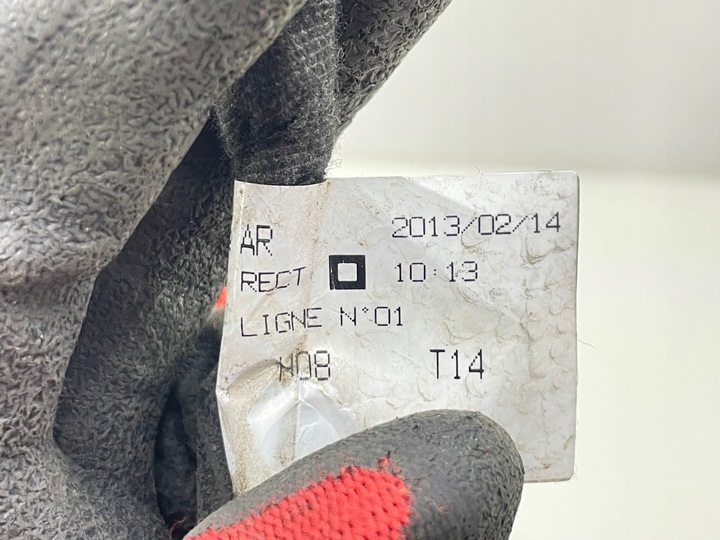 AR 2013/02/14
RECT 10:13
LIGNE N°01
N08 T14